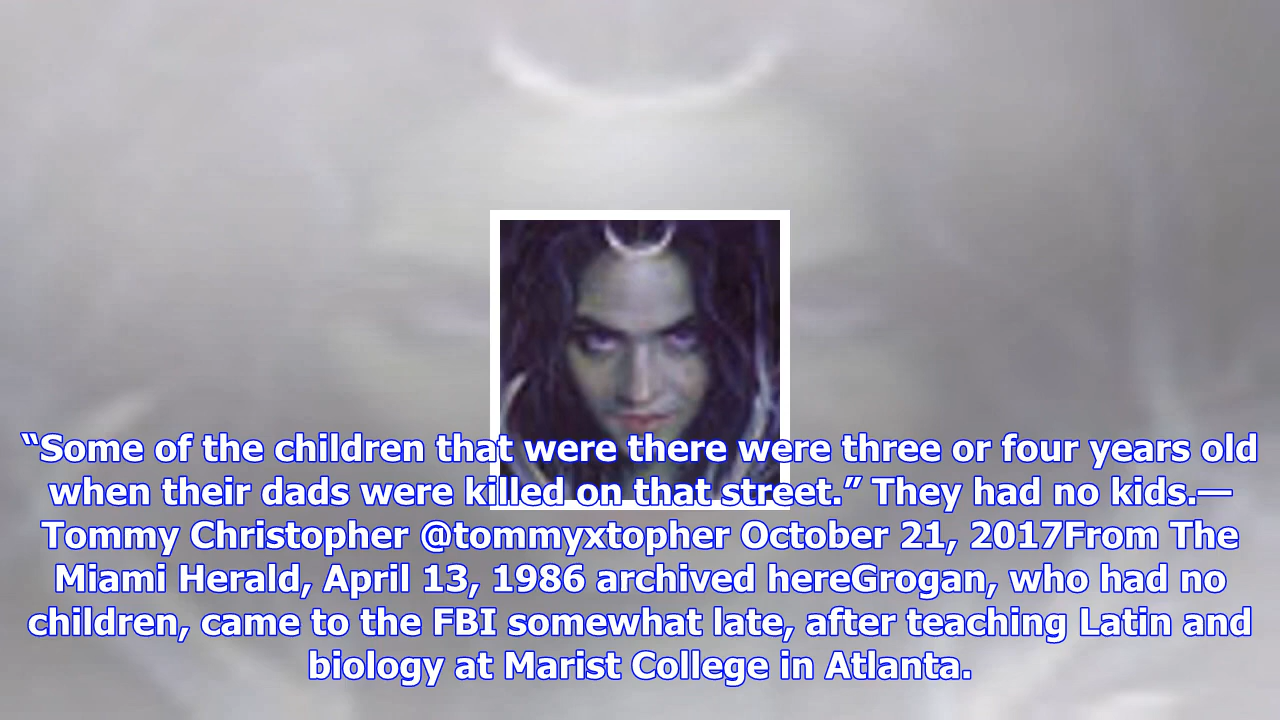 “Some of the children that were there were three or four years old
when their dads were killed on that street.” They had no kids.—
Tommy Christopher @tommyxtopher October 21, 2017From The
Miami Herald, April 13, 1986 archived hereGrogan, who had no
children, came to the FBI somewhat late, after teaching Latin and
biology at Marist College in Atlanta.